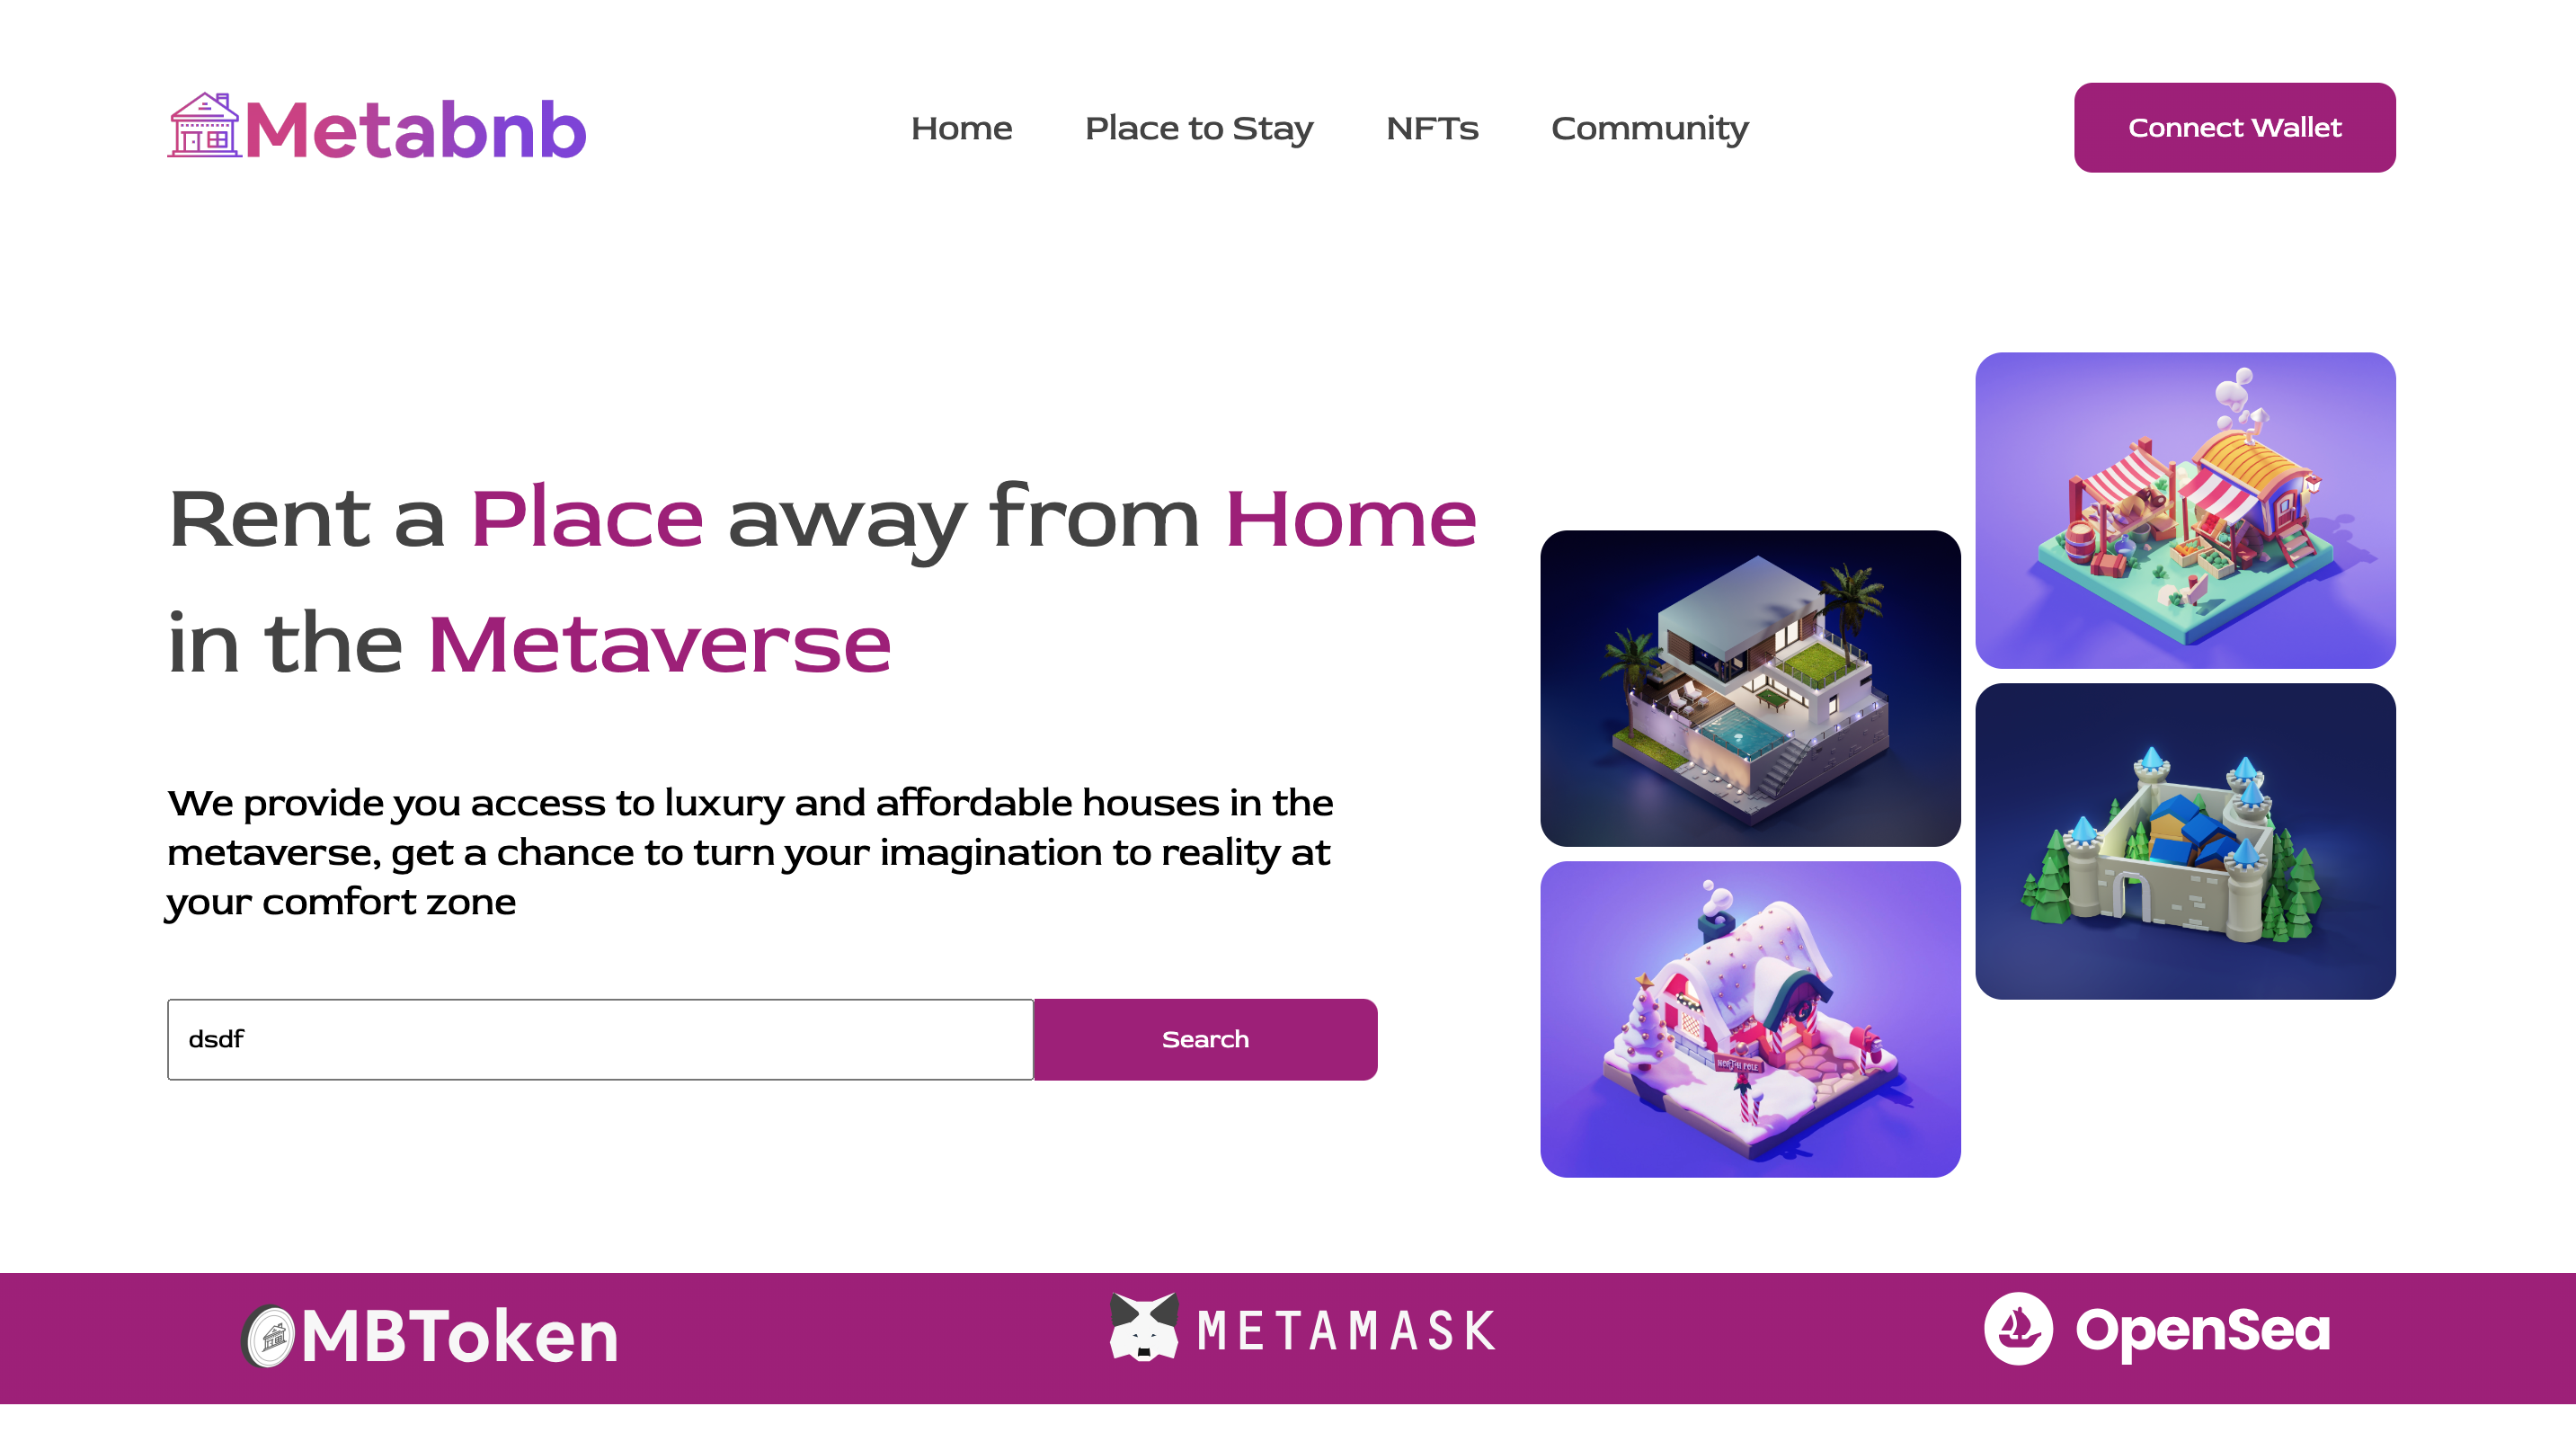 Metabnb
Home
Place to Stay
NFTs
Community
Connect Wallet
Rent a Place away from Home
in the Metaverse
We provide you access to luxury and affordable houses in the
metaverse, get a chance to turn your imagination to reality at
your comfort zone
dsdf
Search
NORTH POLE
MBToken
METAMASK
OpenSea